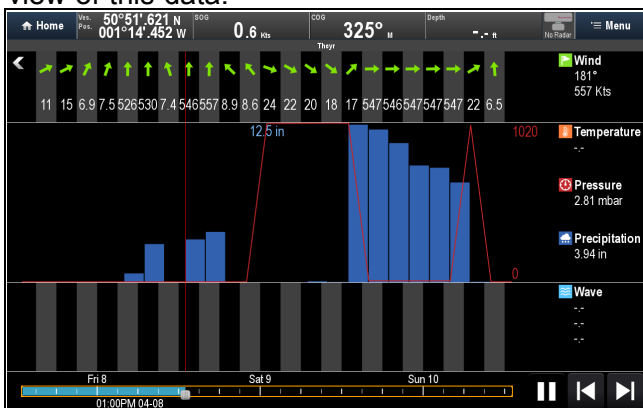 view of this data.
Home
Ves. Pos. 50°51'.621 N 001°14'.452 W
SOG 0.6 Kts
COG 325° M
Depth -.- ft
No Radar
Menu
Theyr
11 15 6.9 7.5 526 530 7.4 546 557 8.9 8.6 24 22 20 18 17 547 546 547 547 547 22 6.5
Wind
181°
557 Kts
12.5 in
1020
Temperature
-.-
Pressure
2.81 mbar
Precipitation
3.94 in
0
Wave
-.-
-.-
-.-
Fri 8
Sat 9
Sun 10
01:00PM 04-08